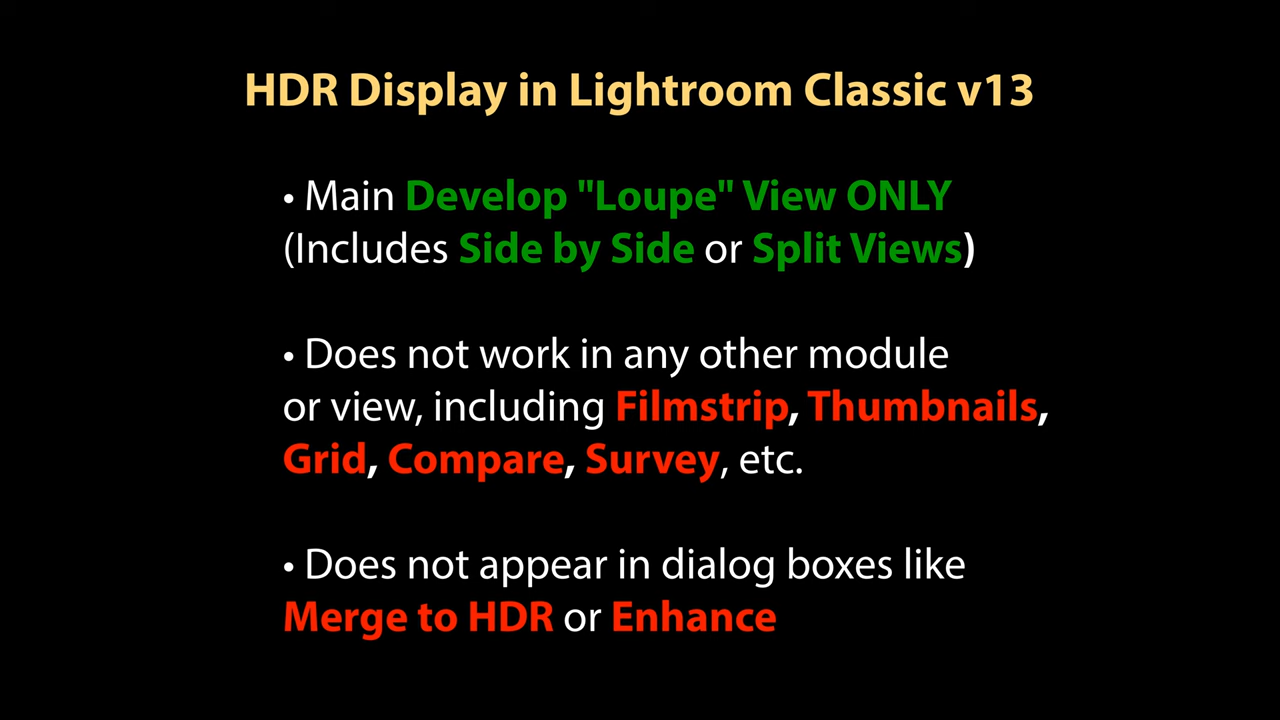 HDR Display in Lightroom Classic v13
• Main Develop "Loupe" View ONLY
(Includes Side by Side or Split Views)
• Does not work in any other module
or view, including Filmstrip, Thumbnails,
Grid, Compare, Survey, etc.
• Does not appear in dialog boxes like
Merge to HDR or Enhance